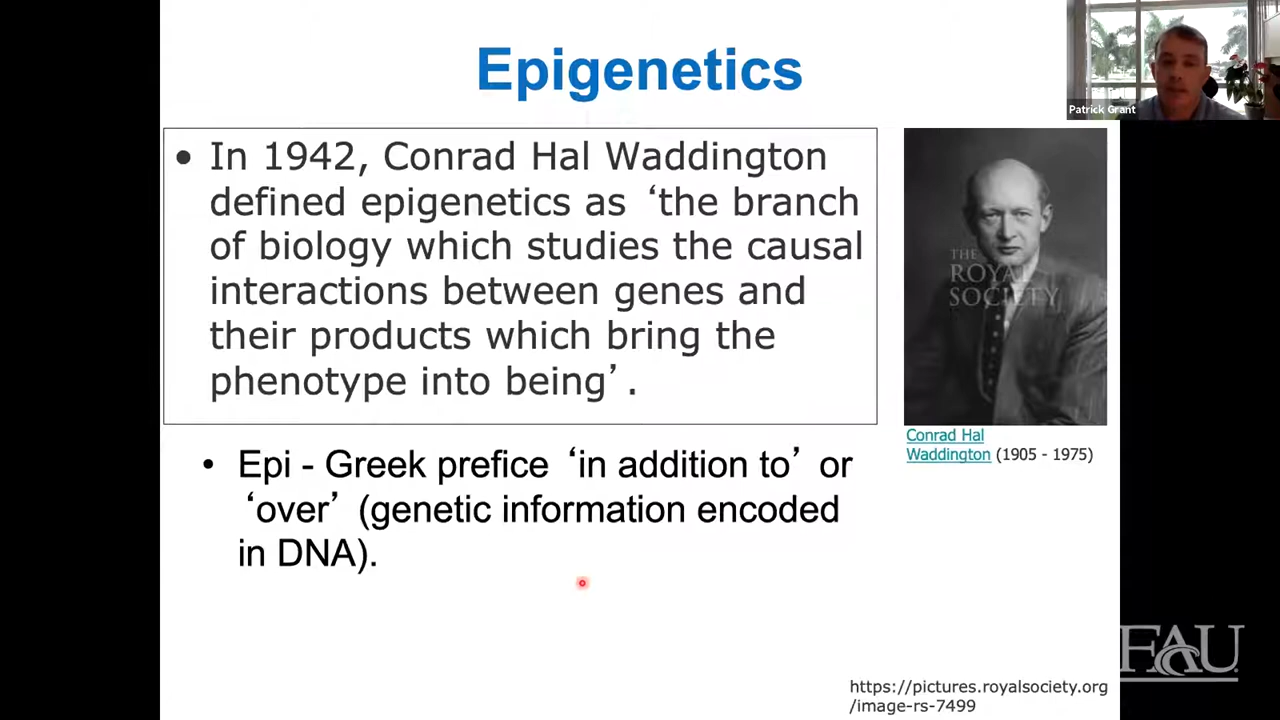 Epigenetics
Patrick Grant
• In 1942, Conrad Hal Waddington
defined epigenetics as ‘the branch
of biology which studies the causal
interactions between genes and
their products which bring the
phenotype into being’.
THE
ROYAL
SOCIETY
Conrad Hal
Waddington (1905 - 1975)
• Epi - Greek prefice ‘in addition to’ or
‘over’ (genetic information encoded
in DNA).
FAU
https://pictures.royalsociety.org
/image-rs-7499